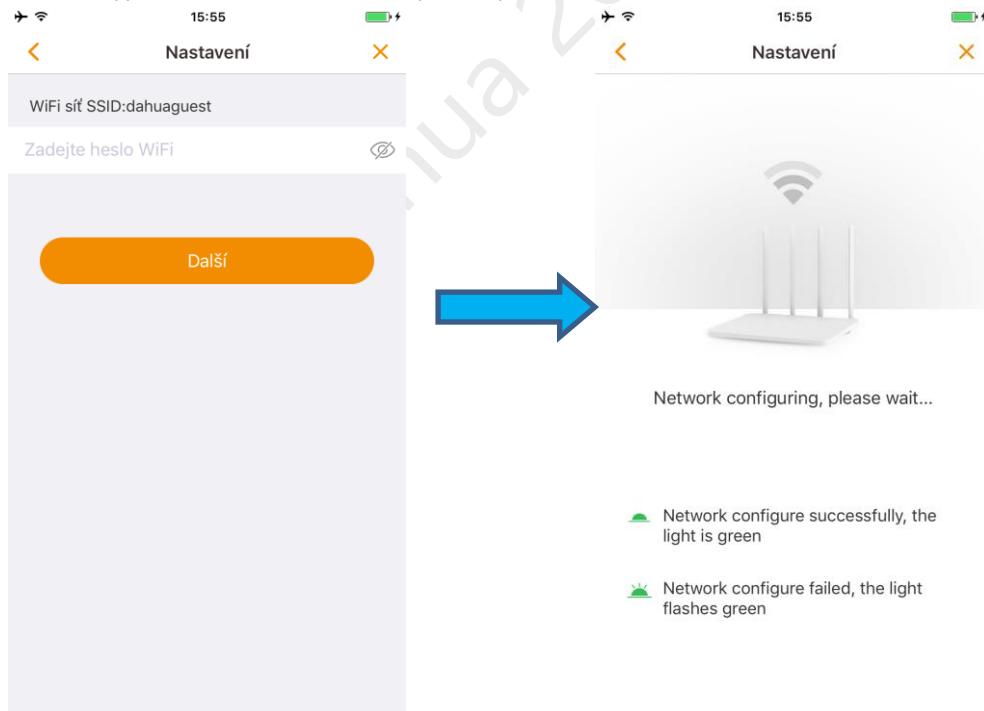 15:55
Nastavení
WiFi síť SSID:dahuaguest
Zadejte heslo WiFi
Další
15:55
Nastavení
Network configuring, please wait...
Network configure successfully, the
light is green
Network configure failed, the light
flashes green